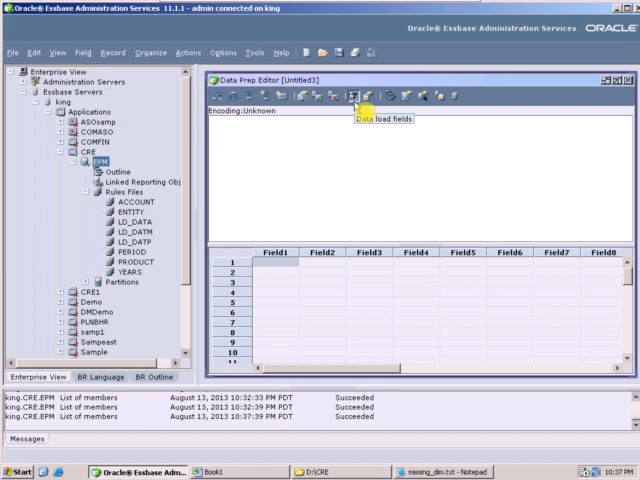 Oracle® Essbase Administration Services 11.1.1 - admin connected on king
Oracle® Essbase Administration Services ORACLE
File Edit View Field Record Organize Actions Options Tools Help
Enterprise View
Administration Servers
Essbase Servers
king
Applications
ASOsamp
COMASO
COMFIN
CRE
EPM
Outline
Linked Reporting Obj
Rules Files
ACCOUNT
ENTITY
LD_DATA
LD_DATM
LD_DATP
PERIOD
PRODUCT
YEARS
Partitions
CRE1
Demo
DMDemo
PLNBHR
samp1
Sampeast
Sample
Enterprise View BR Language BR Outline
Data Prep Editor [Untitled3]
Encoding:Unknown
Data load fields
Field1 Field2 Field3 Field4 Field5 Field6 Field7 Field8
1
2
3
4
5
6
7
8
9
10
11
king.CRE.EPM List of members August 13, 2013 10:32:33 PM PDT Succeeded
king.CRE.EPM List of members August 13, 2013 10:32:39 PM PDT Succeeded
king.CRE.EPM List of members August 13, 2013 10:37:39 PM PDT Succeeded
Messages
Start Oracle® Essbase Adm... Book1 D:\CRE missing_dim.txt - Notepad 10:37 PM